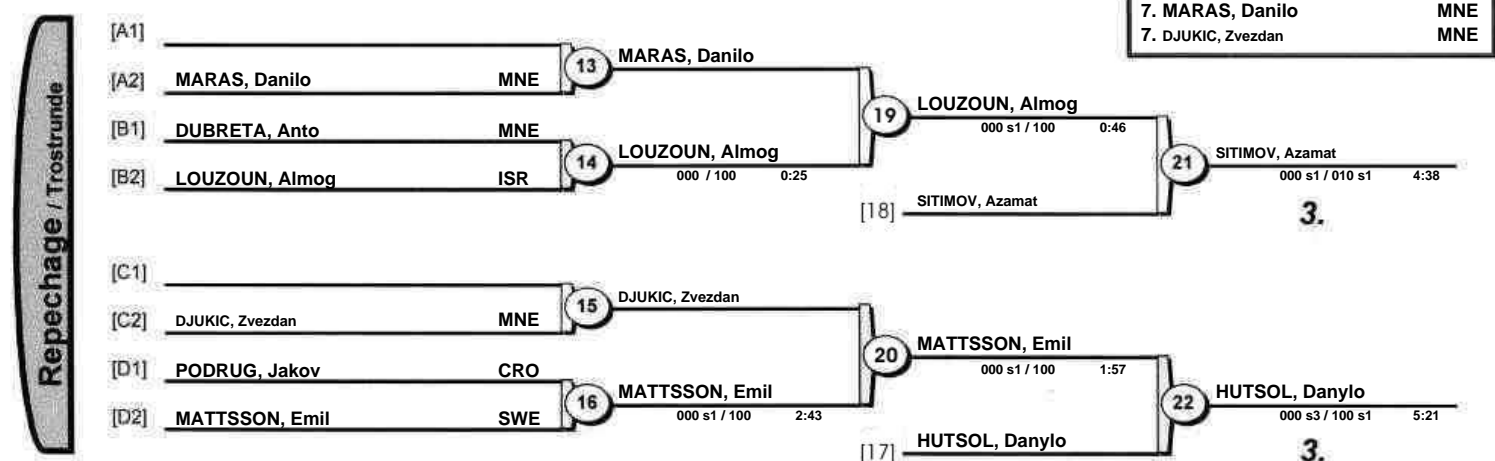 7. MARAS, Danilo MNE
7. DJUKIC, Zvezdan MNE
Repechage / Trostrunde
[A1]
13 MARAS, Danilo
[A2] MARAS, Danilo MNE
19 LOUZOUN, Almog
000 s1 / 100 0:46
[B1] DUBRETA, Anto MNE
14 LOUZOUN, Almog
000 / 100 0:25
[B2] LOUZOUN, Almog ISR
21 SITIMOV, Azamat
000 s1 / 010 s1 4:38
[18] SITIMOV, Azamat
3.
[C1]
15 DJUKIC, Zvezdan
[C2] DJUKIC, Zvezdan MNE
20 MATTSSON, Emil
000 s1 / 100 1:57
[D1] PODRUG, Jakov CRO
16 MATTSSON, Emil
000 s1 / 100 2:43
[D2] MATTSSON, Emil SWE
22 HUTSOL, Danylo
000 s3 / 100 s1 5:21
[17] HUTSOL, Danylo
3.